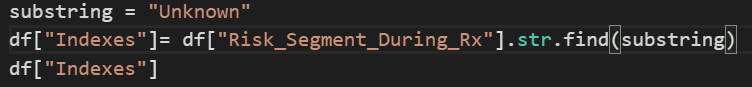 substring = "Unknown"
df["Indexes"]= df["Risk_Segment_During_Rx"].str.find(substring)
df["Indexes"]